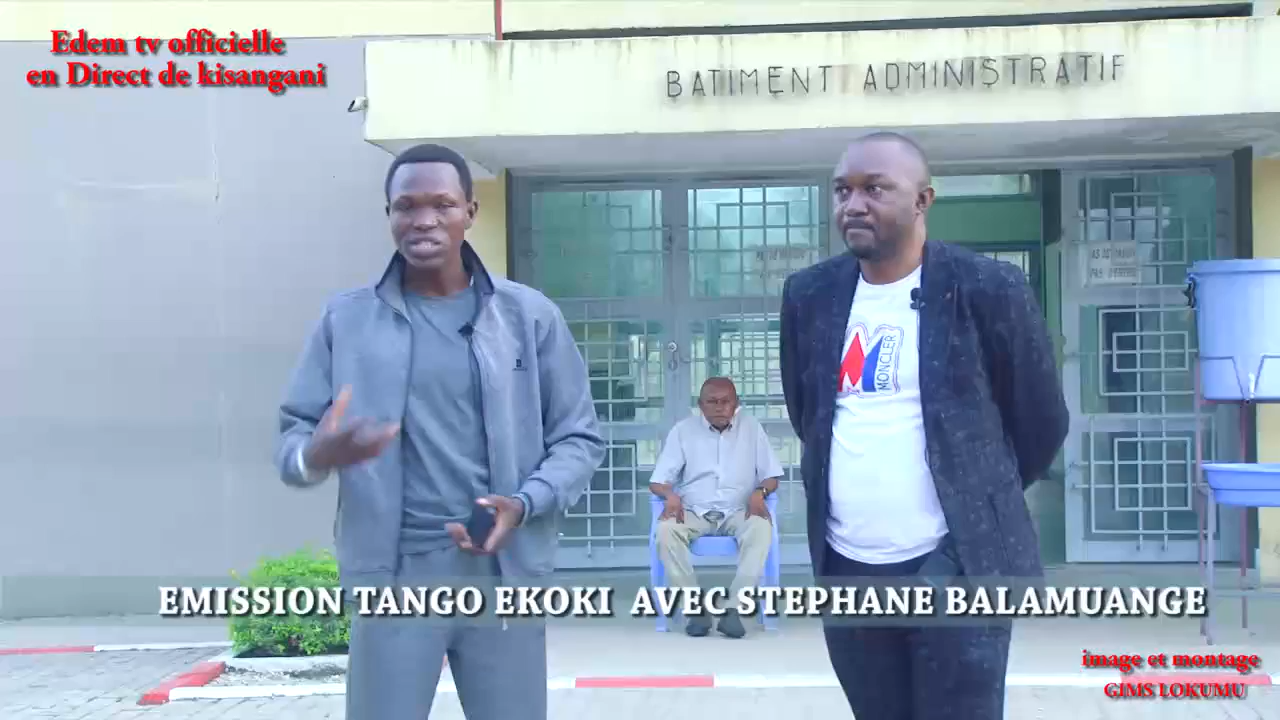 Edem tv officielle
en Direct de kisangani
BATIMENT ADMINISTRATIF
MONCLER
EMISSION TANGO EKOKI AVEC STEPHANE BALAMUANGE
image et montage
GIMS LOKUMU